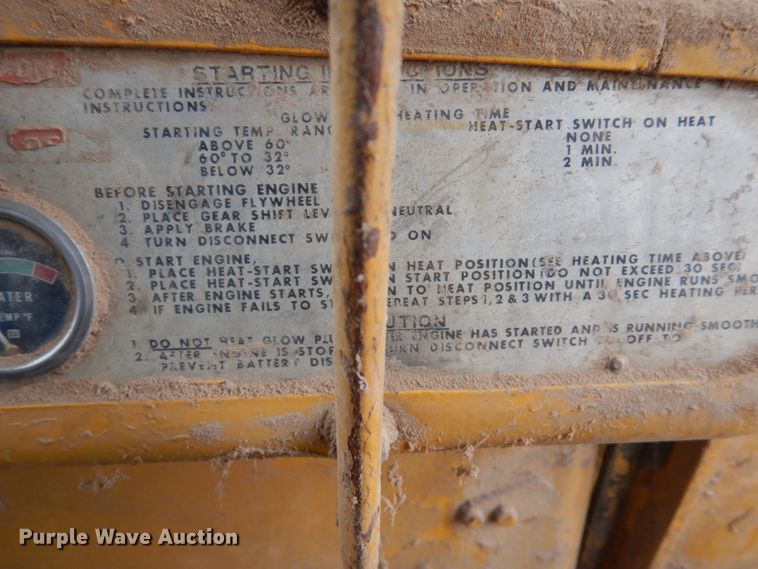 STARTING
COMPLETE INSTRUCTIONS IN OPERATION AND MAINTENANCE
INSTRUCTIONS.
GLOW HEATING TIME
STARTING TEMP. HEAT-START SWITCH ON HEAT
ABOVE 60° NONE
60° TO 32° 1 MIN.
BELOW 32° 2 MIN.
BEFORE STARTING ENGINE
1. DISENGAGE FLYWHEEL
2. PLACE GEAR SHIFT NEUTRAL
3. APPLY BRAKE
4. TURN DISCONNECT ON
START ENGINE,
1. PLACE HEAT-START HEAT POSITION (SEE HEATING TIME ABOVE)
2. PLACE HEAT-START START POSITION (DO NOT EXCEED 30 SEC)
3. AFTER ENGINE STARTS, TO HEAT POSITION UNTIL ENGINE RUNS
4. IF ENGINE FAILS TO STEPS 1, 2 & 3 WITH A 30 SEC HEATING
1. DO NOT HEAT GLOW ENGINE HAS STARTED AND IS RUNNING
2. AFTER ENGINE IS DISCONNECT SWITCH TO OFF TO
PREVENT BATTERY
TEMP °F
Purple Wave Auction